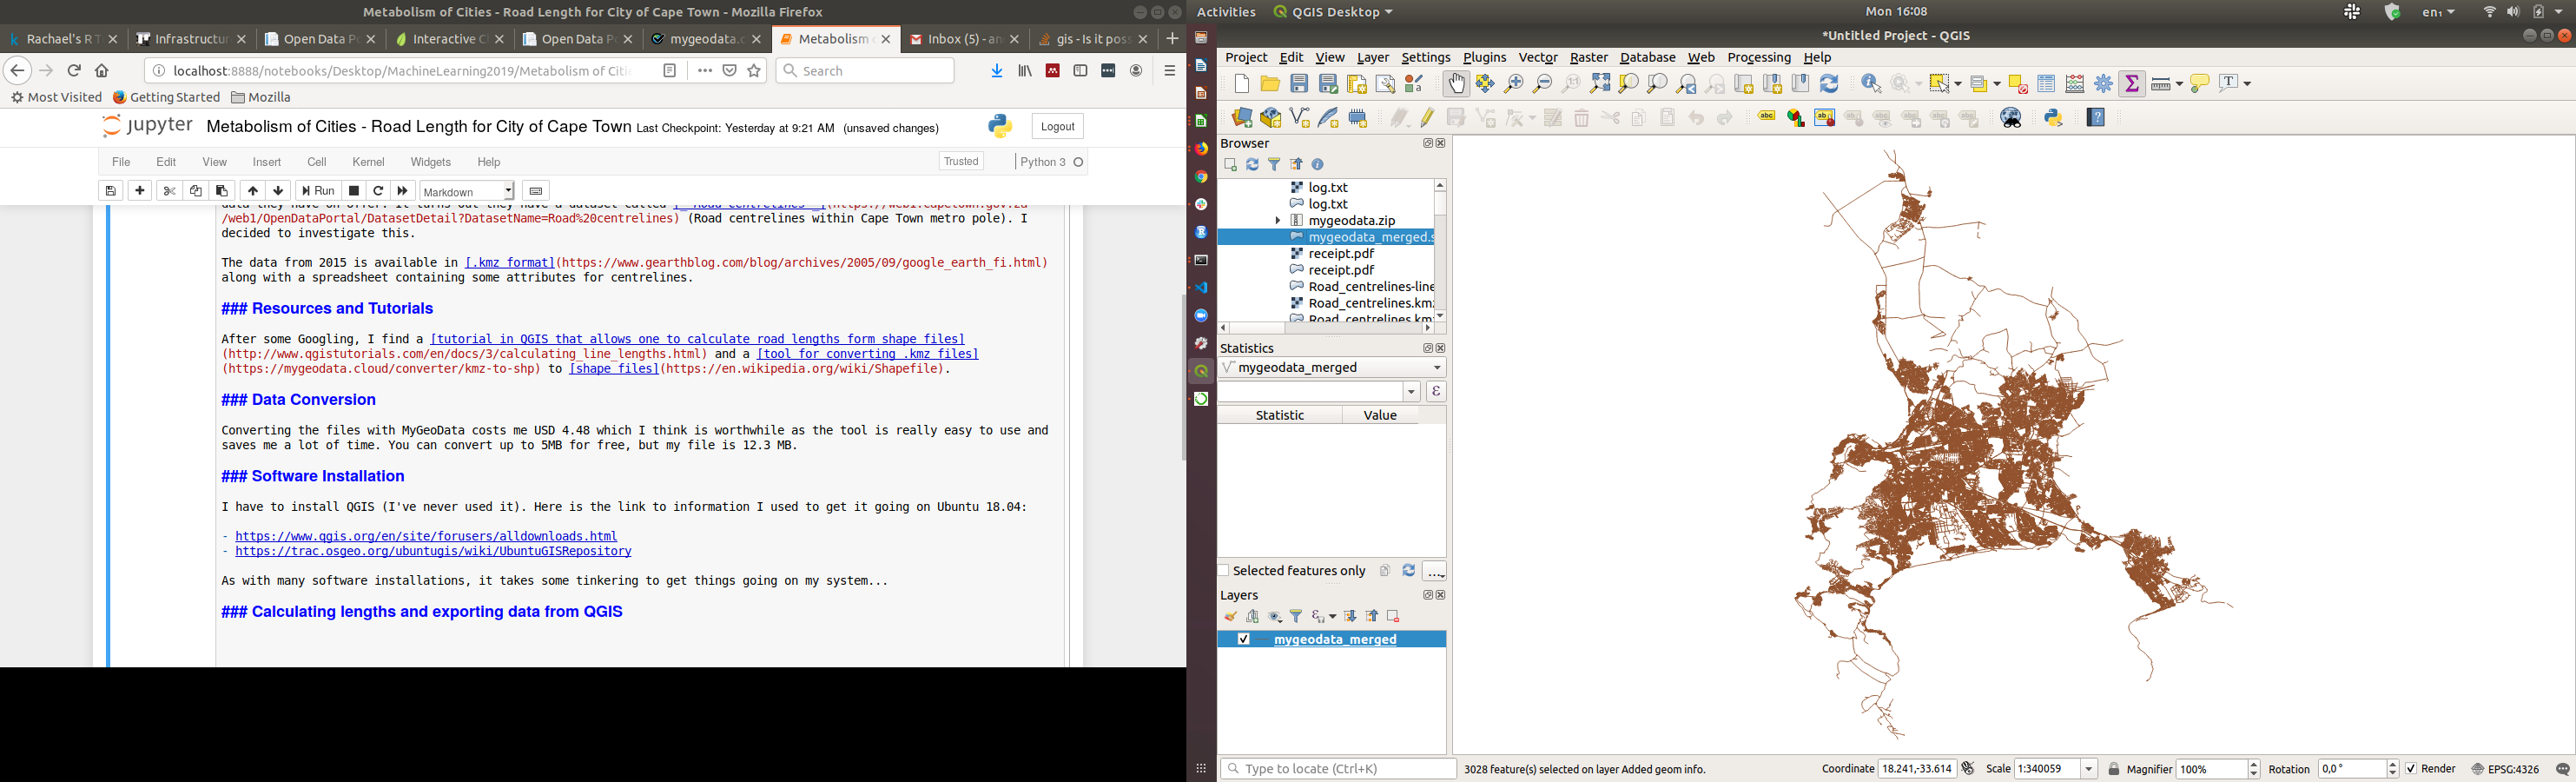 Metabolism of Cities - Road Length for City of Cape Town - Mozilla Firefox
Rachael's R T
Infrastructur
Open Data Po
Interactive Ci
Open Data Po
mygeodata.c
Metabolism o
Inbox (5) - an
gis - Is it poss
localhost:8888/notebooks/Desktop/MachineLearning2019/Metabolism of Citi
Search
Most Visited
Getting Started
Mozilla
jupyter
Metabolism of Cities - Road Length for City of Cape Town Last Checkpoint: Yesterday at 9:21 AM (unsaved changes)
Logout
File Edit View Insert Cell Kernel Widgets Help
Trusted
Python 3
Run
Markdown
/web1/OpenDataPortal/DatasetDetail?DatasetName=Road%20centrelines) (Road centrelines within Cape Town metro pole). I
decided to investigate this.
The data from 2015 is available in [.kmz format](https://www.gearthblog.com/blog/archives/2005/09/google_earth_fi.html)
along with a spreadsheet containing some attributes for centrelines.
### Resources and Tutorials
After some Googling, I find a [tutorial in QGIS that allows one to calculate road lengths form shape files]
(http://www.qgistutorials.com/en/docs/3/calculating_line_lengths.html) and a [tool for converting .kmz files]
(https://mygeodata.cloud/converter/kmz-to-shp) to [shape files](https://en.wikipedia.org/wiki/Shapefile).
### Data Conversion
Converting the files with MyGeoData costs me USD 4.48 which I think is worthwhile as the tool is really easy to use and
saves me a lot of time. You can convert up to 5MB for free, but my file is 12.3 MB.
### Software Installation
I have to install QGIS (I've never used it). Here is the link to information I used to get it going on Ubuntu 18.04:
- https://www.qgis.org/en/site/forusers/alldownloads.html
- https://trac.osgeo.org/ubuntugis/wiki/UbuntuGISRepository
As with many software installations, it takes some tinkering to get things going on my system...
### Calculating lengths and exporting data from QGIS
Activities
QGIS Desktop
Mon 16:08
en₁
*Untitled Project - QGIS
Project Edit View Layer Settings Plugins Vector Raster Database Web Processing Help
Browser
log.txt
log.txt
mygeodata.zip
mygeodata_merged.s
receipt.pdf
receipt.pdf
Road_centrelines-line
Road_centrelines.kmz
Road_centrelines.kmz
Statistics
mygeodata_merged
ε
Statistic Value
Selected features only
...
Layers
mygeodata_merged
Type to locate (Ctrl+K)
3028 feature(s) selected on layer Added geom info.
Coordinate 18.241,-33.614
Scale 1:340059
Magnifier 100%
Rotation 0,0 °
Render
EPSG:4326